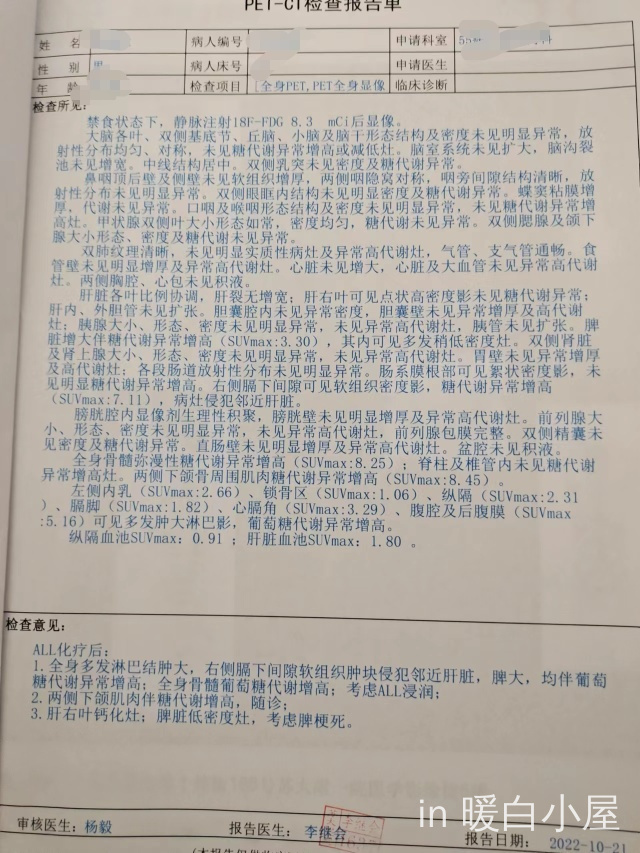 PET-CT检查报告单
姓 名 病人编号 申请科室
性 别 男 病人床号 申请医生
年 龄 检查项目 [全身PET,PET全身显像 临床诊断
检查所见:
禁食状态下，静脉注射18F-FDG 8.3 mCi后显像。
大脑各叶、双侧基底节、丘脑、小脑及脑干形态结构及密度未见明显异常，放
射性分布均匀、对称，未见糖代谢异常增高或减低灶。脑室系统未见扩大，脑沟裂
池未见增宽。中线结构居中。双侧乳突未见密度及糖代谢异常。
鼻咽顶后壁及侧壁未见软组织增厚，两侧咽隐窝对称，咽旁间隙结构清晰，放
射性分布未见明显异常。双侧眼眶内结构未见明显密度及糖代谢异常。蝶窦粘膜增
厚，代谢未见异常。口咽及喉咽形态结构及密度未见明显异常，未见糖代谢异常增
高灶。甲状腺双侧叶大小形态如常，密度均匀，糖代谢未见异常。双侧腮腺及颌下
腺大小形态、密度及糖代谢未见异常。
双肺纹理清晰，未见明显实质性病灶及异常高代谢灶，气管、支气管通畅。食
管壁未见明显增厚及异常高代谢灶。心脏未见增大，心脏及大血管未见异常高代谢
灶。两侧胸腔、心包未见积液。
肝脏各叶比例协调，肝裂无增宽；肝右叶可见点状高密度影未见糖代谢异常；
肝内、外胆管未见扩张。胆囊腔内未见异常密度，胆囊壁未见异常增厚及高代谢
灶；胰腺大小、形态、密度未见明显异常，未见异常高代谢灶，胰管未见扩张。脾
脏增大伴糖代谢异常增高（SUVmax:3.30），其内可见多发稍低密度灶。双侧肾脏
及肾上腺大小、形态、密度未见明显异常，未见异常高代谢灶。胃壁未见异常增厚
及高代谢灶；各段肠道放射性分布未见明显异常。肠系膜根部可见絮状密度影，未
见明显糖代谢异常增高。右侧膈下间隙可见软组织密度影，糖代谢异常增高
（SUVmax:7.11），病灶侵犯邻近肝脏。
膀胱腔内显像剂生理性积聚，膀胱壁未见明显增厚及异常高代谢灶。前列腺大
小、形态、密度未见明显异常，未见异常高代谢灶，前列腺包膜完整。双侧精囊未
见密度及糖代谢异常。直肠壁未见明显增厚及异常高代谢灶。盆腔未见积液。
全身骨髓弥漫性糖代谢异常增高（SUVmax:8.25）；脊柱及椎管内未见糖代谢
异常增高灶。两侧下颌骨周围肌肉糖代谢异常增高（SUVmax:8.45）。
左侧内乳（SUVmax:2.66）、锁骨区（SUVmax:1.06）、纵隔（SUVmax:2.31
）、膈脚（SUVmax:1.82）、心膈角（SUVmax:3.29）、腹腔及后腹膜（SUVmax
:5.16）可见多发肿大淋巴影，葡萄糖代谢异常增高。
纵隔血池SUVmax: 0.91 ；肝脏血池SUVmax: 1.80 。
检查意见:
ALL化疗后:
1.全身多发淋巴结肿大，右侧膈下间隙软组织肿块侵犯邻近肝脏，脾大，均伴葡萄
糖代谢异常增高；全身骨髓葡萄糖代谢增高；考虑ALL浸润；
2.两侧下颌肌肉伴糖代谢增高，随诊；
3.肝右叶钙化灶；脾脏低密度灶，考虑脾梗死。
审核医生: 杨毅 报告医生: 李继会 报告日期: 2022-10-21
in 暖白小屋